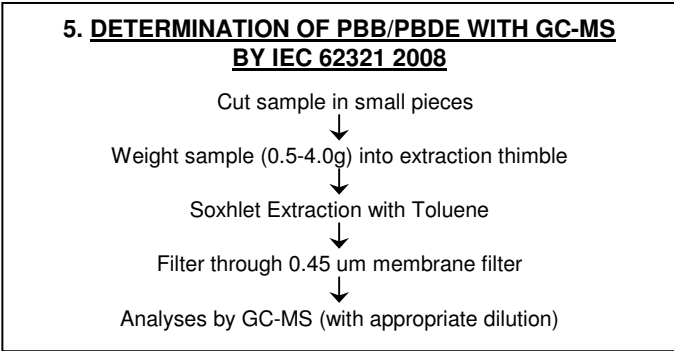 5. DETERMINATION OF PBB/PBDE WITH GC-MS
BY IEC 62321 2008
Cut sample in small pieces
Weight sample (0.5-4.0g) into extraction thimble
Soxhlet Extraction with Toluene
Filter through 0.45 um membrane filter
Analyses by GC-MS (with appropriate dilution)